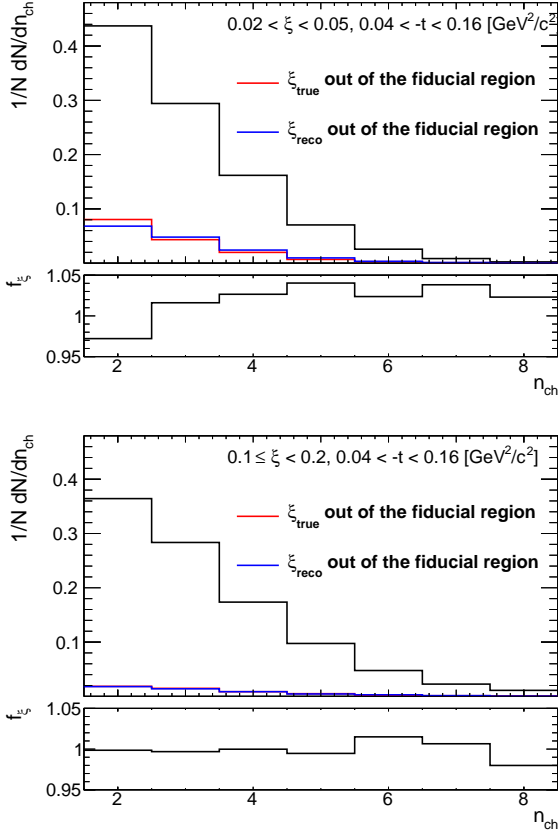 1/N dN/dn_ch
0.02 < ξ < 0.05, 0.04 < -t < 0.16 [GeV²/c²
0.4
ξ_true out of the fiducial region
0.3
ξ_reco out of the fiducial region
0.2
0.1
f_ξ
1.05
1
0.95
2 4 6 8
n_ch
1/N dN/dn_ch
0.1 ≤ ξ < 0.2, 0.04 < -t < 0.16 [GeV²/c²]
0.4
ξ_true out of the fiducial region
0.3
ξ_reco out of the fiducial region
0.2
0.1
f_ξ
1.05
1
0.95
2 4 6 8
n_ch